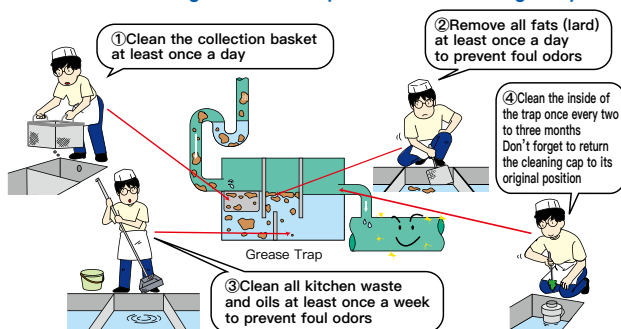 ①Clean the collection basket
at least once a day
②Remove all fats (lard)
at least once a day
to prevent foul odors
④Clean the inside of
the trap once every two
to three months
Don't forget to return
the cleaning cap to its
original position
Grease Trap
③Clean all kitchen waste
and oils at least once a week
to prevent foul odors